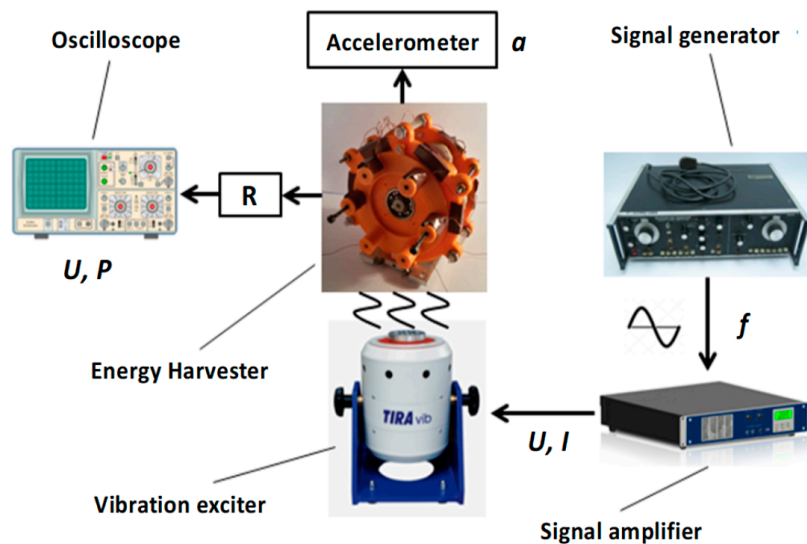 Oscilloscope
Accelerometer
a
Signal generator
R
U, P
f
Energy Harvester
TIRA vib
U, I
Vibration exciter
Signal amplifier